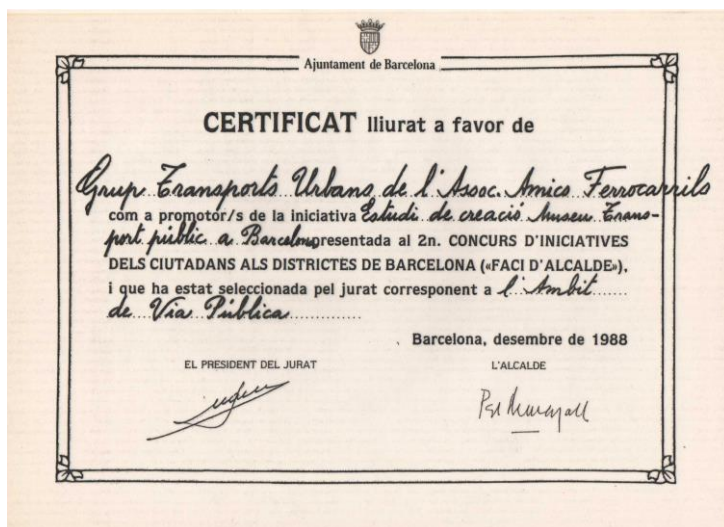 Ajuntament de Barcelona
CERTIFICAT lliurat a favor de
Grup Transports Urbans de l'Assoc. Amics Ferrocarrils
com a promotor/s de la iniciativa Estudi de creació Museu Trans-
port públic a Barcelona presentada al 2n. CONCURS D'INICIATIVES
DELS CIUTADANS ALS DISTRICTES DE BARCELONA («FACI D'ALCALDE»),
i que ha estat seleccionada pel jurat corresponent a l'Ambit
de Via Pública
Barcelona, desembre de 1988
EL PRESIDENT DEL JURAT
L'ALCALDE